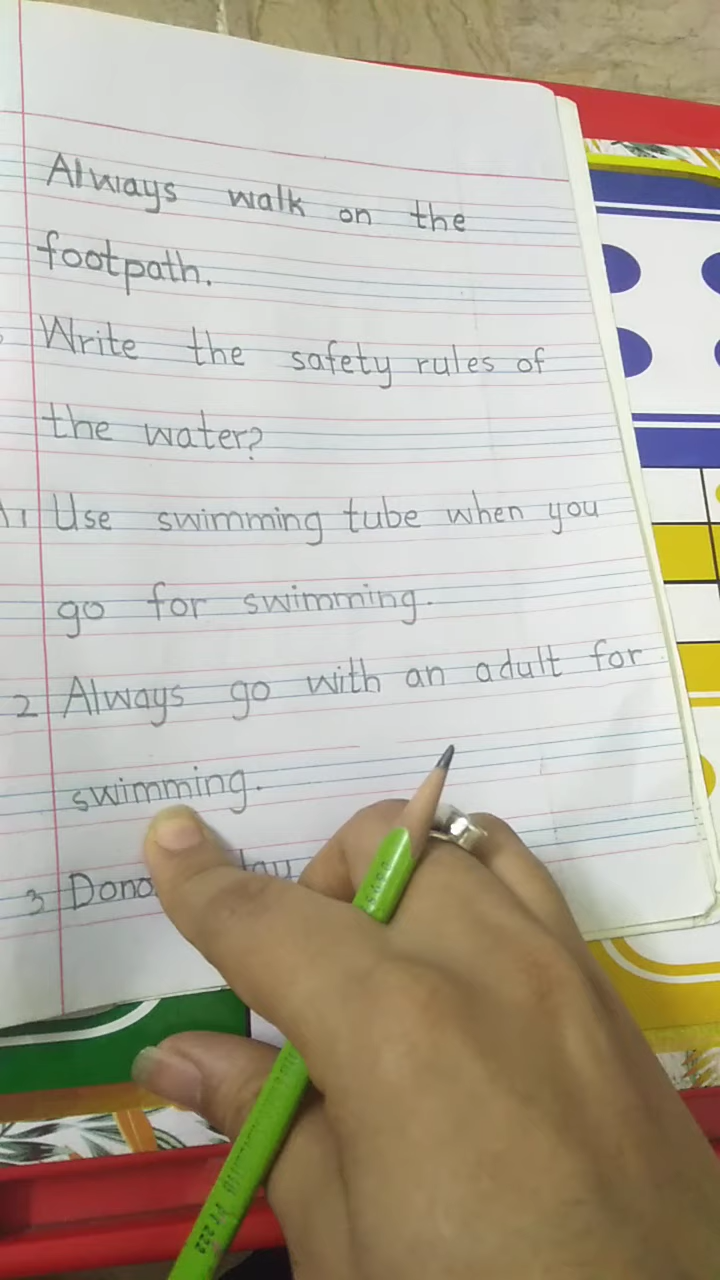 Always walk on the
footpath.
Write the safety rules of
the water?
A1 Use swimming tube when you
go for swimming.
2 Always go with an adult for
swimming.
3